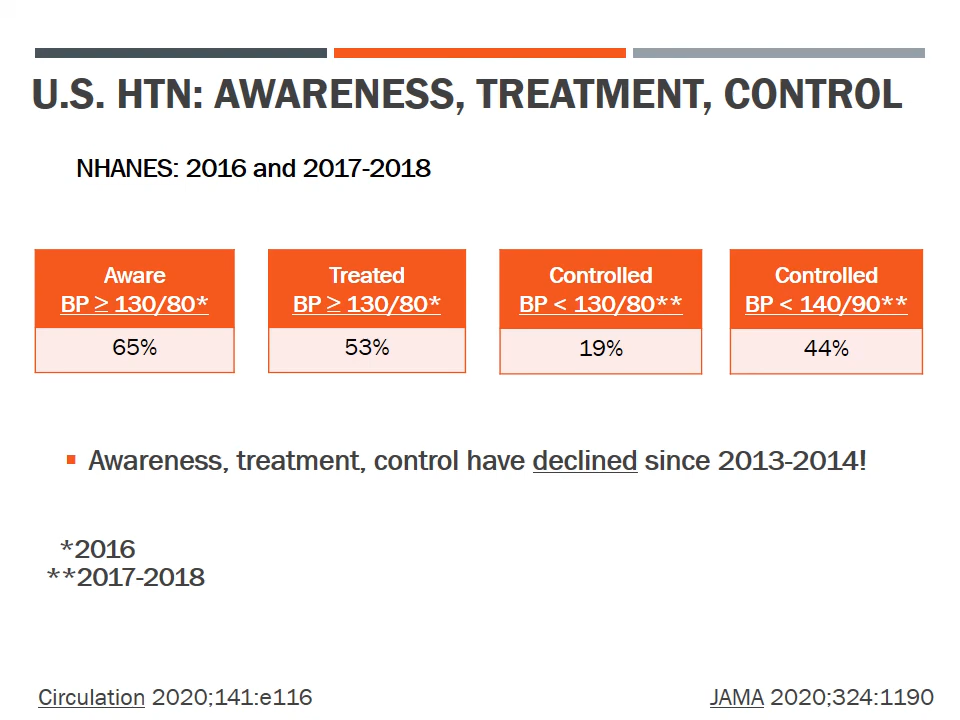 U.S. HTN: AWARENESS, TREATMENT, CONTROL
NHANES: 2016 and 2017-2018
Aware
BP ≥ 130/80*
65%
Treated
BP ≥ 130/80*
53%
Controlled
BP < 130/80**
19%
Controlled
BP < 140/90**
44%
▪ Awareness, treatment, control have declined since 2013-2014!
*2016
**2017-2018
Circulation 2020;141:e116
JAMA 2020;324:1190